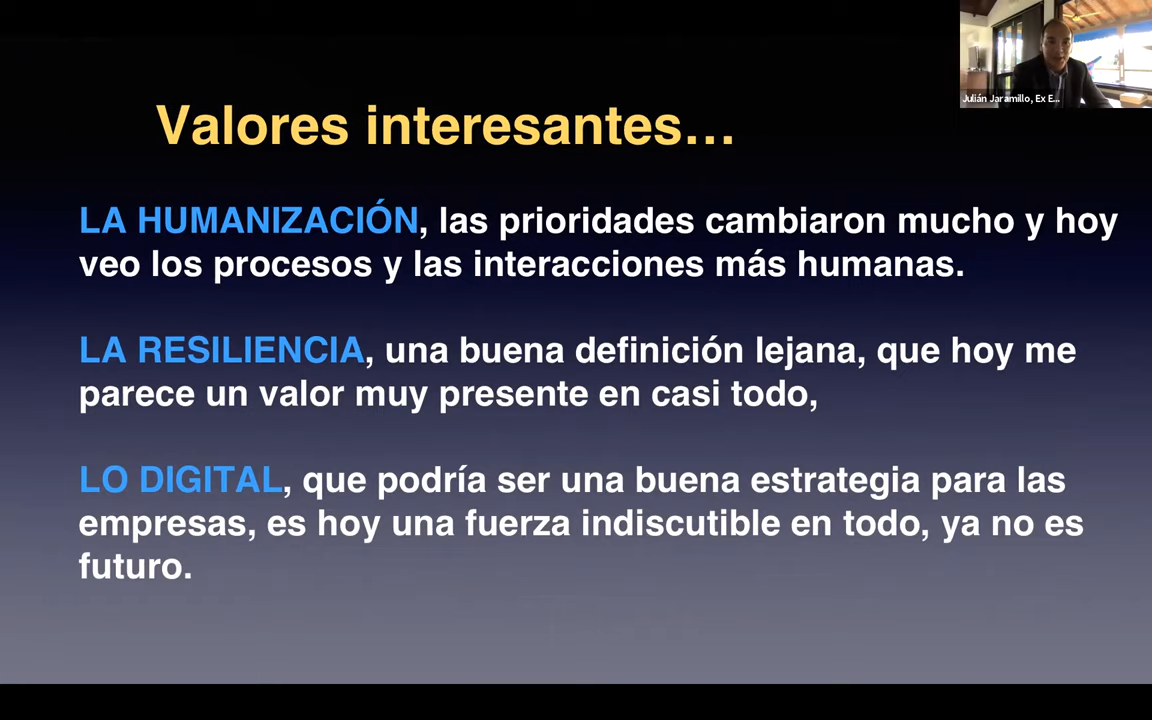 Julián Jaramillo, Ex E...
Valores interesantes...
LA HUMANIZACIÓN, las prioridades cambiaron mucho y hoy
veo los procesos y las interacciones más humanas.
LA RESILIENCIA, una buena definición lejana, que hoy me
parece un valor muy presente en casi todo,
LO DIGITAL, que podría ser una buena estrategia para las
empresas, es hoy una fuerza indiscutible en todo, ya no es
futuro.